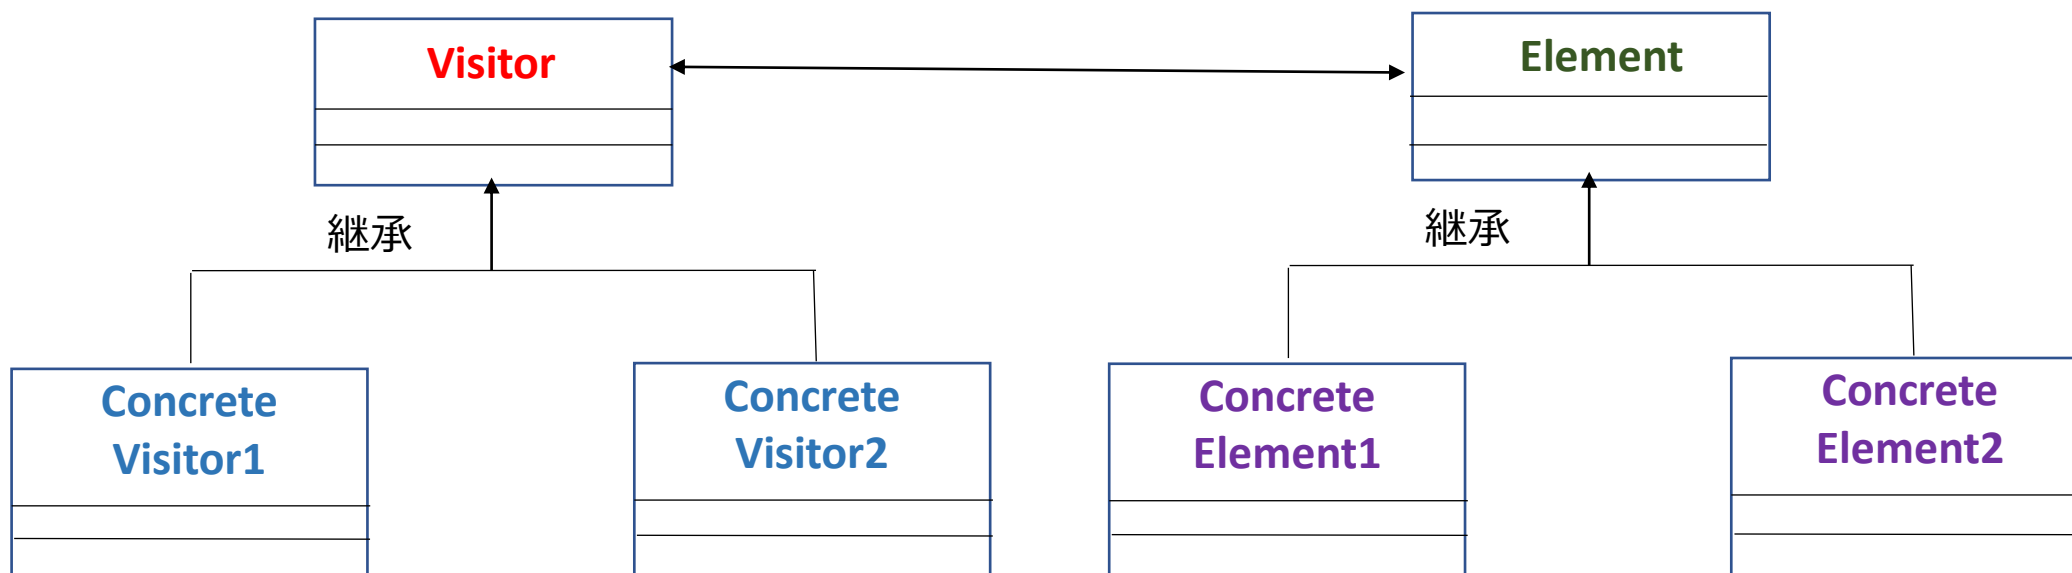 Visitor
Element
継承
継承
Concrete
Visitor1
Concrete
Visitor2
Concrete
Element1
Concrete
Element2